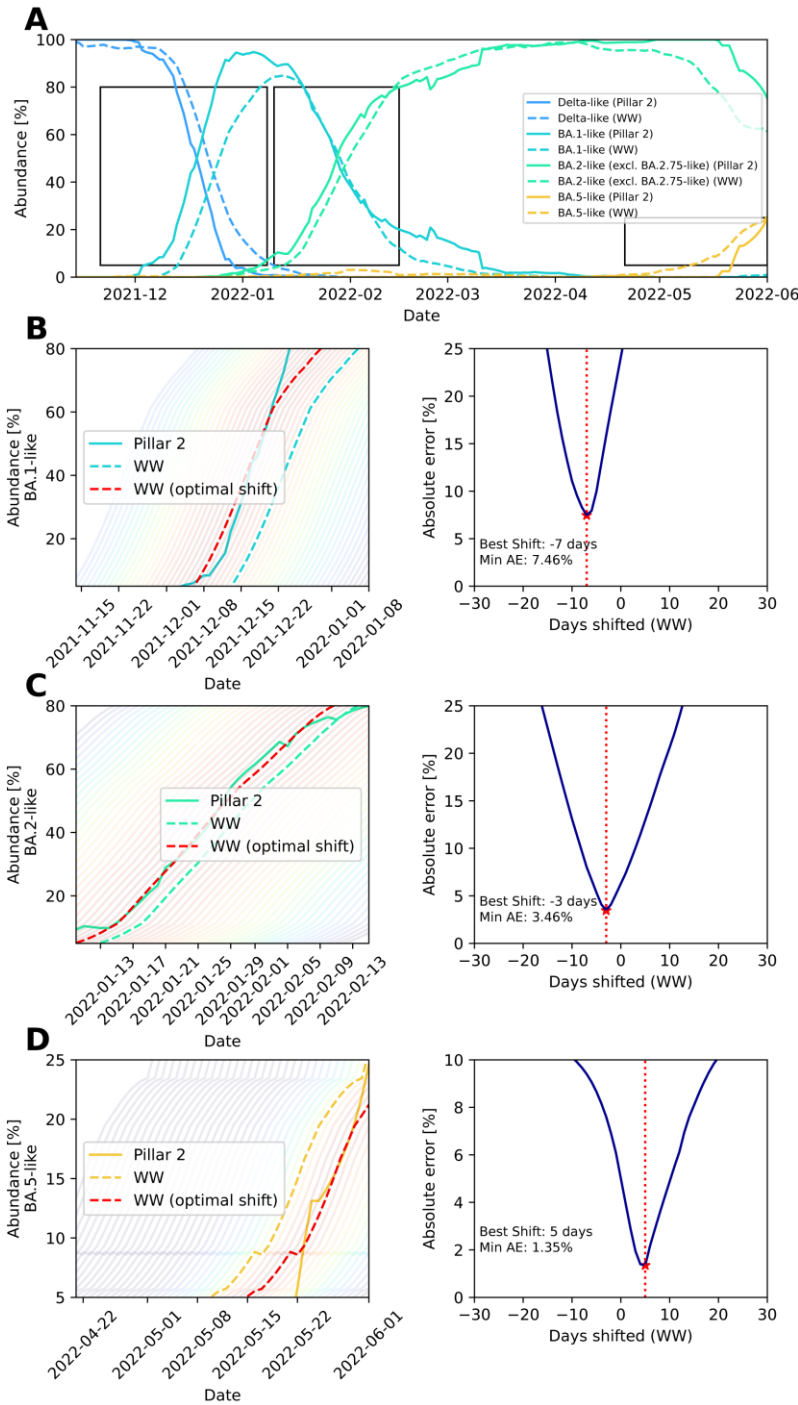 A
100
80
60
40
20
0
Abundance [%]
Delta-like (Pillar 2)
Delta-like (WW)
BA.1-like (Pillar 2)
BA.1-like (WW)
BA.2-like (excl. BA.2.75-like) (Pillar 2)
BA.2-like (excl. BA.2.75-like) (WW)
BA.5-like (Pillar 2)
BA.5-like (WW)
2021-12
2022-01
2022-02
2022-03
2022-04
2022-05
2022-06
Date
B
80
60
40
20
Abundance [%]
BA.1-like
Pillar 2
WW
WW (optimal shift)
2021-11-15
2021-11-22
2021-12-01
2021-12-08
2021-12-15
2021-12-22
2022-01-01
2022-01-08
Date
25
20
15
10
5
0
Absolute error [%]
Best Shift: -7 days
Min AE: 7.46%
−30
−20
−10
0
10
20
30
Days shifted (WW)
C
80
60
40
20
Abundance [%]
BA.2-like
Pillar 2
WW
WW (optimal shift)
2022-01-13
2022-01-17
2022-01-21
2022-01-25
2022-01-29
2022-02-01
2022-02-05
2022-02-09
2022-02-13
Date
25
20
15
10
5
0
Absolute error [%]
Best Shift: -3 days
Min AE: 3.46%
−30
−20
−10
0
10
20
30
Days shifted (WW)
D
25
20
15
10
5
Abundance [%]
BA.5-like
Pillar 2
WW
WW (optimal shift)
2022-04-22
2022-05-01
2022-05-08
2022-05-15
2022-05-22
2022-06-01
Date
10
8
6
4
2
0
Absolute error [%]
Best Shift: 5 days
Min AE: 1.35%
−30
−20
−10
0
10
20
30
Days shifted (WW)